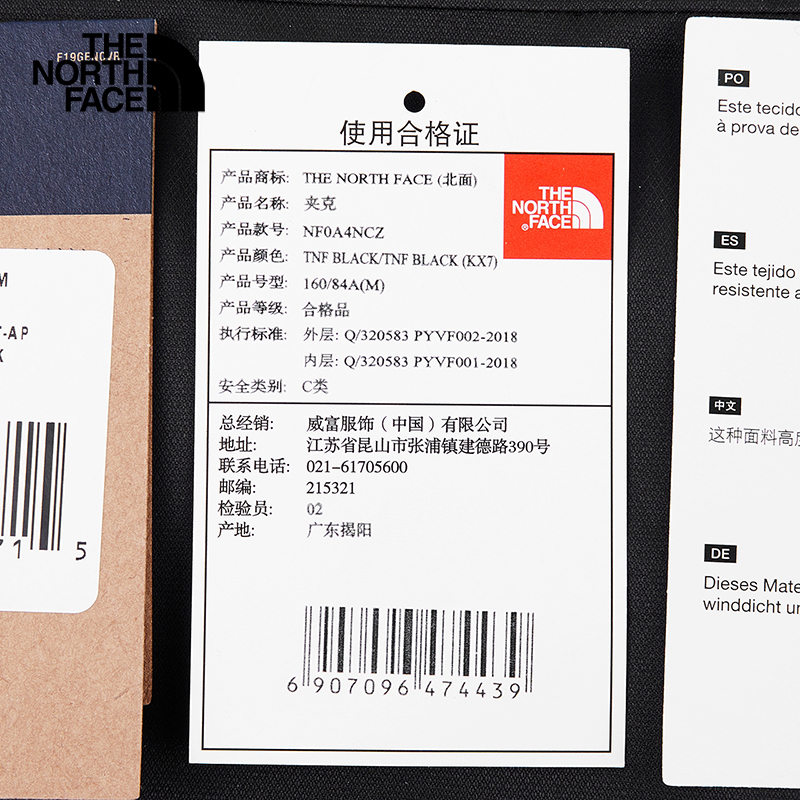 THE
NORTH
FACE
F19GENCVR
M
T-AP
K
71 5
使用合格证
产品商标: THE NORTH FACE (北面)
产品名称: 夹克
产品款号: NF0A4NCZ
产品颜色: TNF BLACK/TNF BLACK (KX7)
产品号型: 160/84A(M)
产品等级: 合格品
执行标准: 外层: Q/320583 PYVF002-2018
内层: Q/320583 PYVF001-2018
安全类别: C类
THE
NORTH
®FACE
总经销: 威富服饰(中国)有限公司
地址: 江苏省昆山市张浦镇建德路390号
联系电话: 021-61705600
邮编: 215321
检验员: 02
产地: 广东揭阳
6 907096 474439
PO
Este tecido
à prova de
ES
Este tejido
resistente a
中文
这种面料高度
DE
Dieses Mate
winddicht un